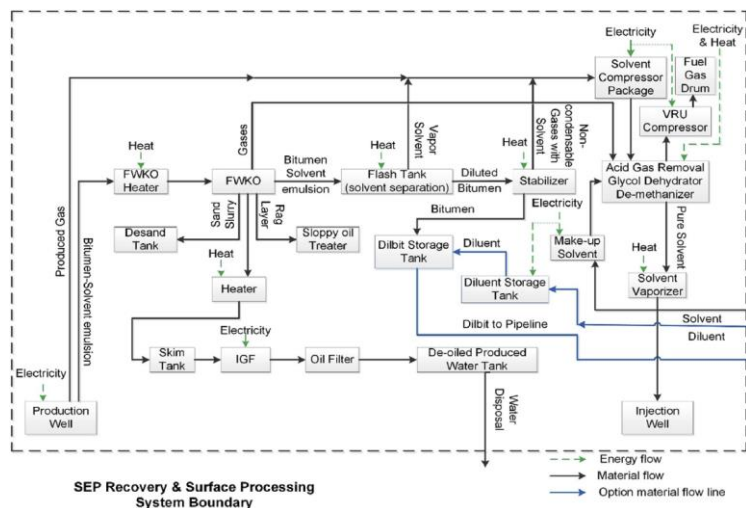 Electricity
Electricity
& Heat
Solvent
Compressor
Package
Fuel
Gas
Drum
VRU
Compressor
Gases
Vapor
Solvent
Non-
condensable
Gases with
Solvent
Heat
FWKO
Heater
FWKO
Bitumen
Solvent
emulsion
Heat
Flash Tank
(solvent separation)
Diluted
Bitumen
Heat
Stabilizer
Acid Gas Removal
Glycol Dehydrator
De-methanizer
Produced Gas
Bitumen-Solvent emulsion
Sand
Slurry
Rag
Layer
Desand
Tank
Sloppy oil
Treater
Bitumen
Electricity
Make-up
Solvent
Pure Solvent
Dilbit Storage
Tank
Diluent
Diluent Storage
Tank
Heat
Solvent
Vaporizer
Heat
Heater
Solvent
Dilbit to Pipeline
Diluent
Electricity
Skim
Tank
IGF
Oil Filter
De-oiled Produced
Water Tank
Electricity
Production
Well
Water
Disposal
Injection
Well
SEP Recovery & Surface Processing
System Boundary
Energy flow
Material flow
Option material flow line